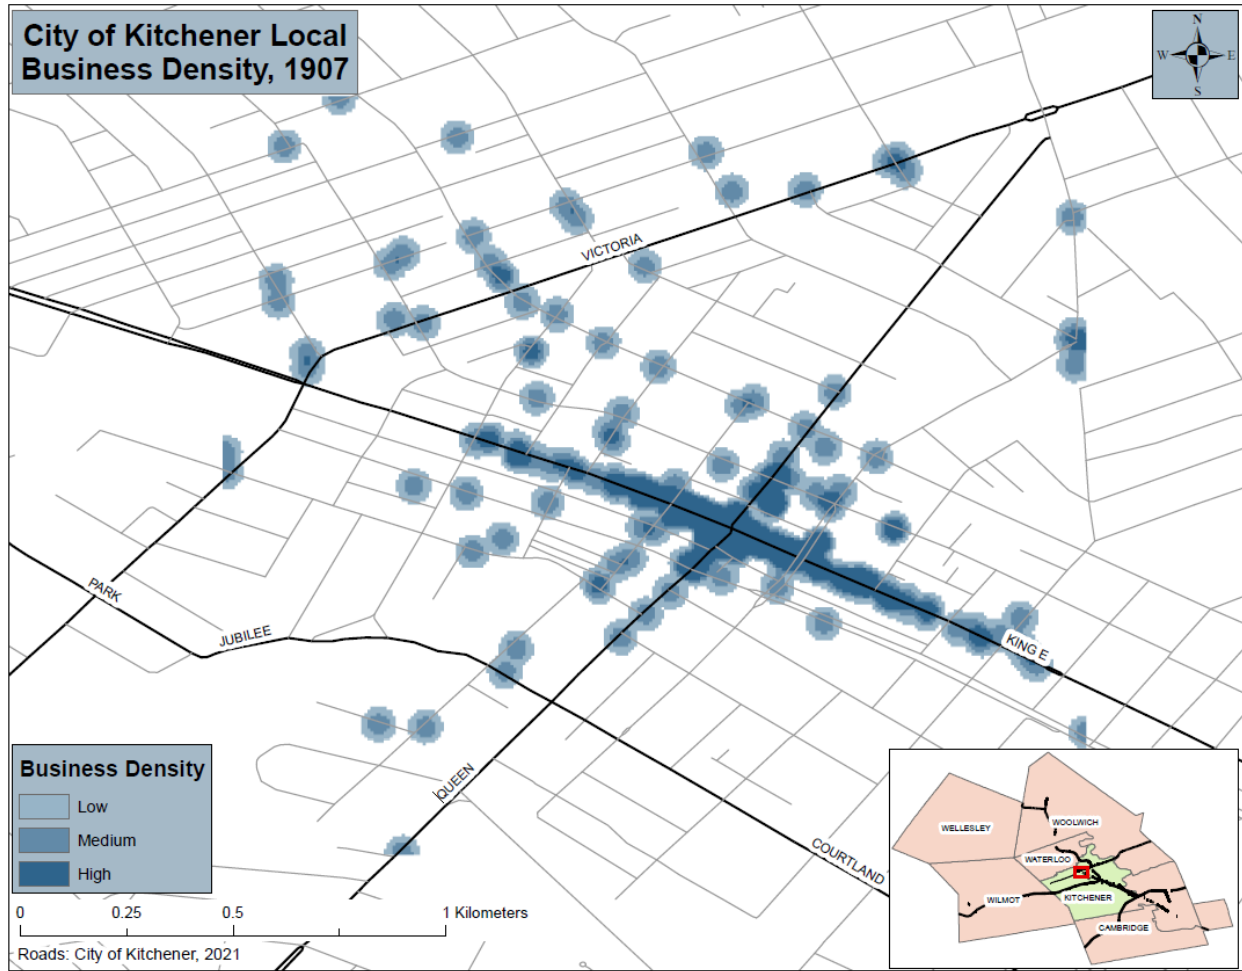 City of Kitchener Local
Business Density, 1907
N
W E
S
VICTORIA
PARK
JUBILEE
KING E
QUEEN
COURTLAND
Business Density
Low
Medium
High
0 0.25 0.5 1 Kilometers
Roads: City of Kitchener, 2021
WELLESLEY
WOOLWICH
WATERLOO
WILMOT
KITCHENER
CAMBRIDGE